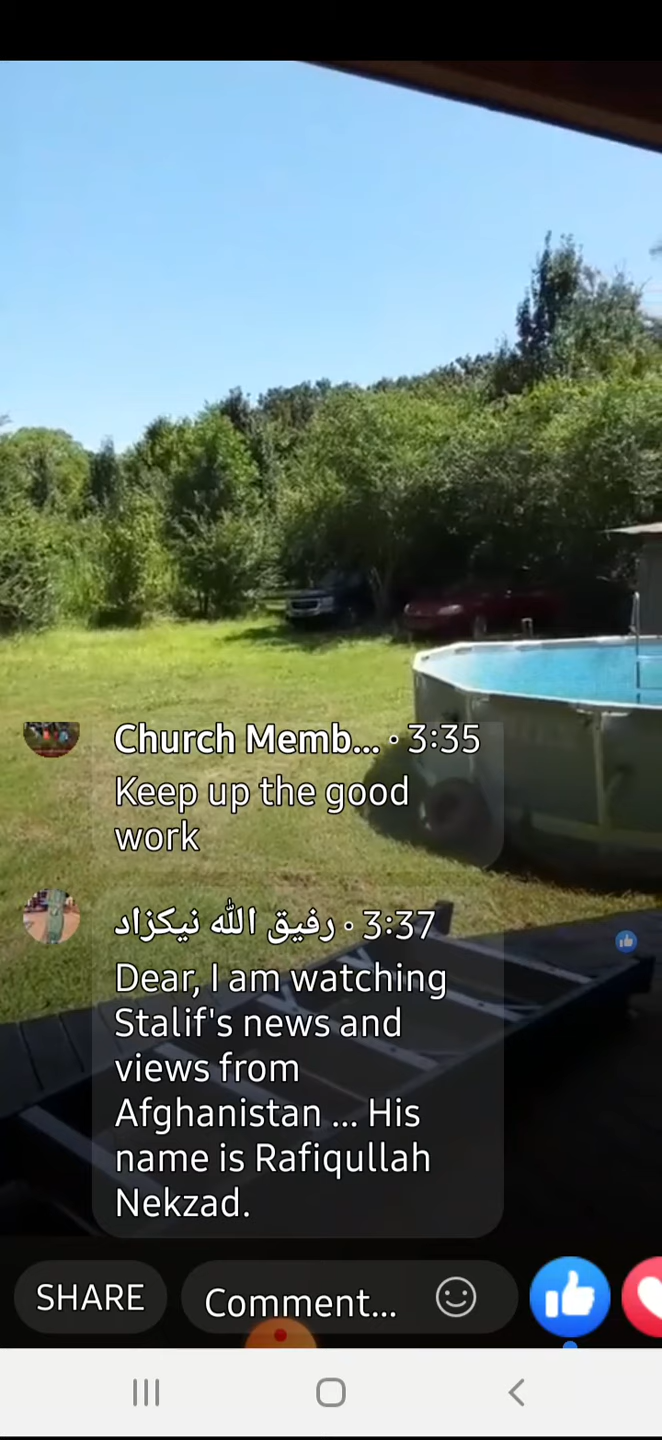 Church Memb... · 3:35
Keep up the good
work
رفیق الله نیکزاد · 3:37
Dear, I am watching
Stalif's news and
views from
Afghanistan ... His
name is Rafiqullah
Nekzad.
SHARE
Comment...